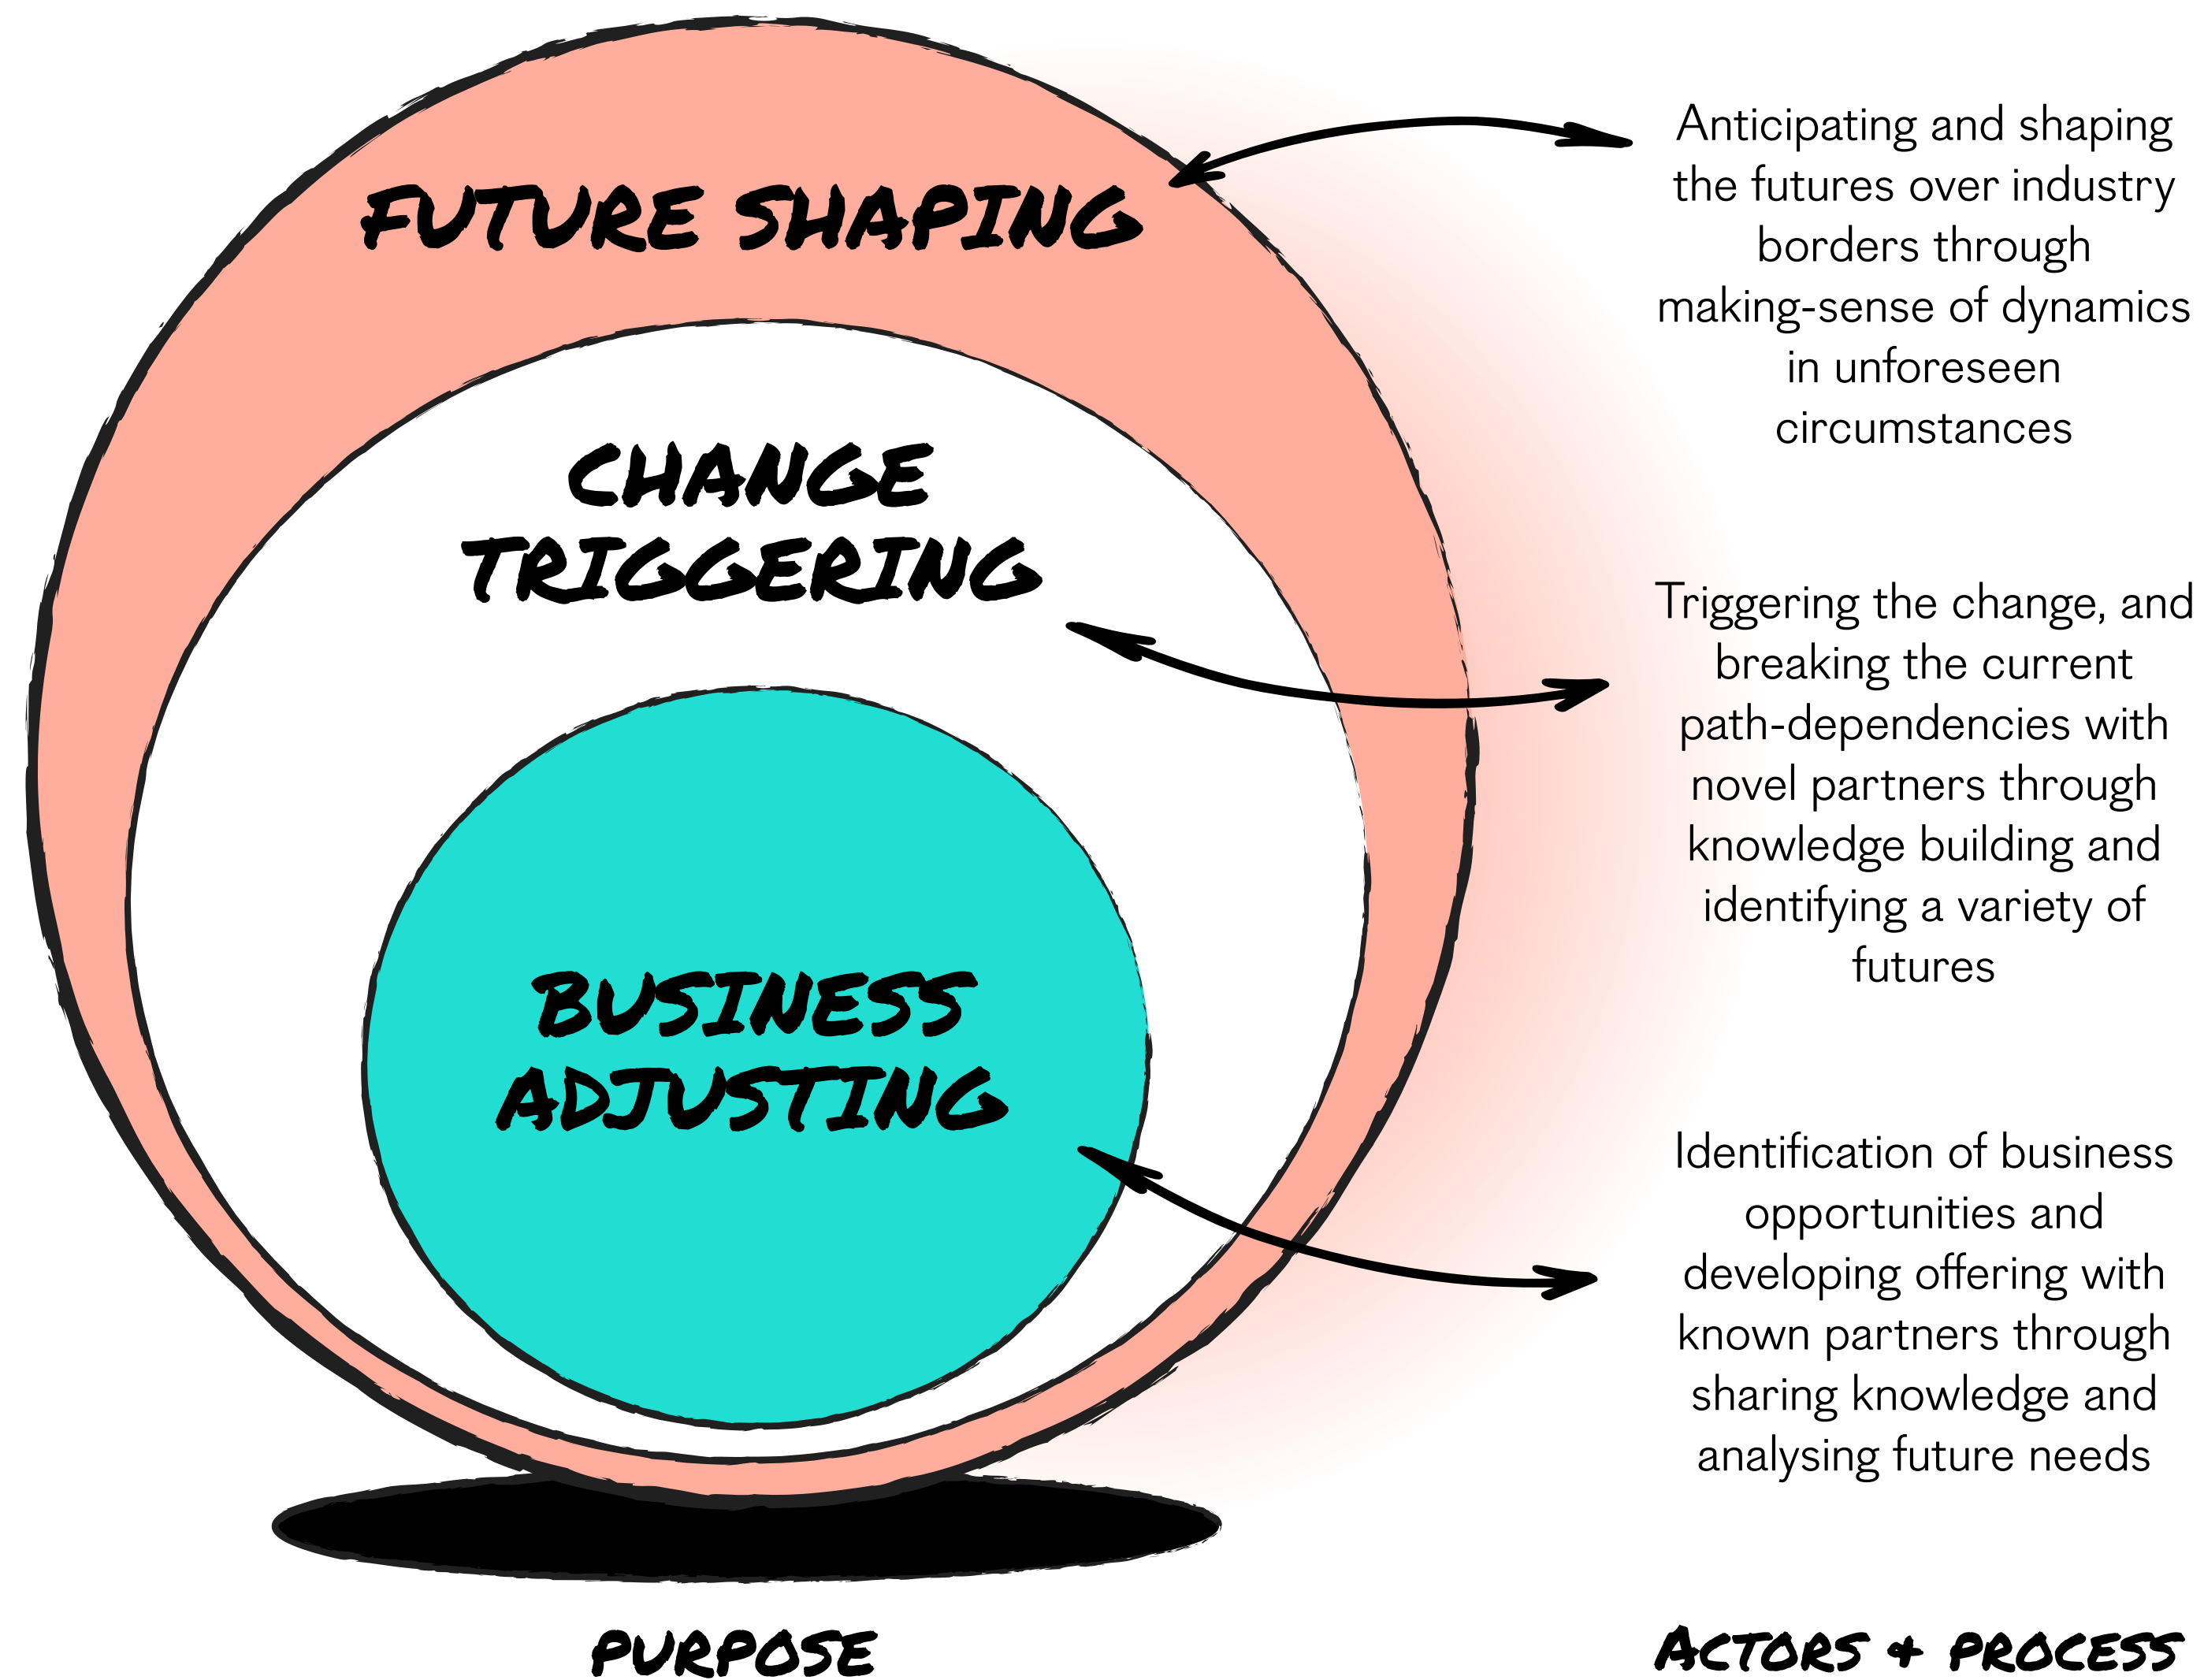 FUTURE SHAPING
CHANGE
TRIGGERING
BUSINESS
ADJUSTING
PURPOSE
Anticipating and shaping
the futures over industry
borders through
making-sense of dynamics
in unforeseen
circumstances
Triggering the change, and
breaking the current
path-dependencies with
novel partners through
knowledge building and
identifying a variety of
futures
Identification of business
opportunities and
developing offering with
known partners through
sharing knowledge and
analysing future needs
ACTORS + PROCESS